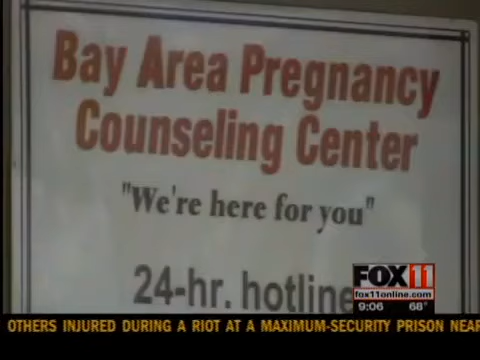 Bay Area Pregnancy
Counseling Center
"We're here for you"
24-hr. hotline
FOX 11
fox11online.com
9:06 68°
OTHERS INJURED DURING A RIOT AT A MAXIMUM-SECURITY PRISON NEAR